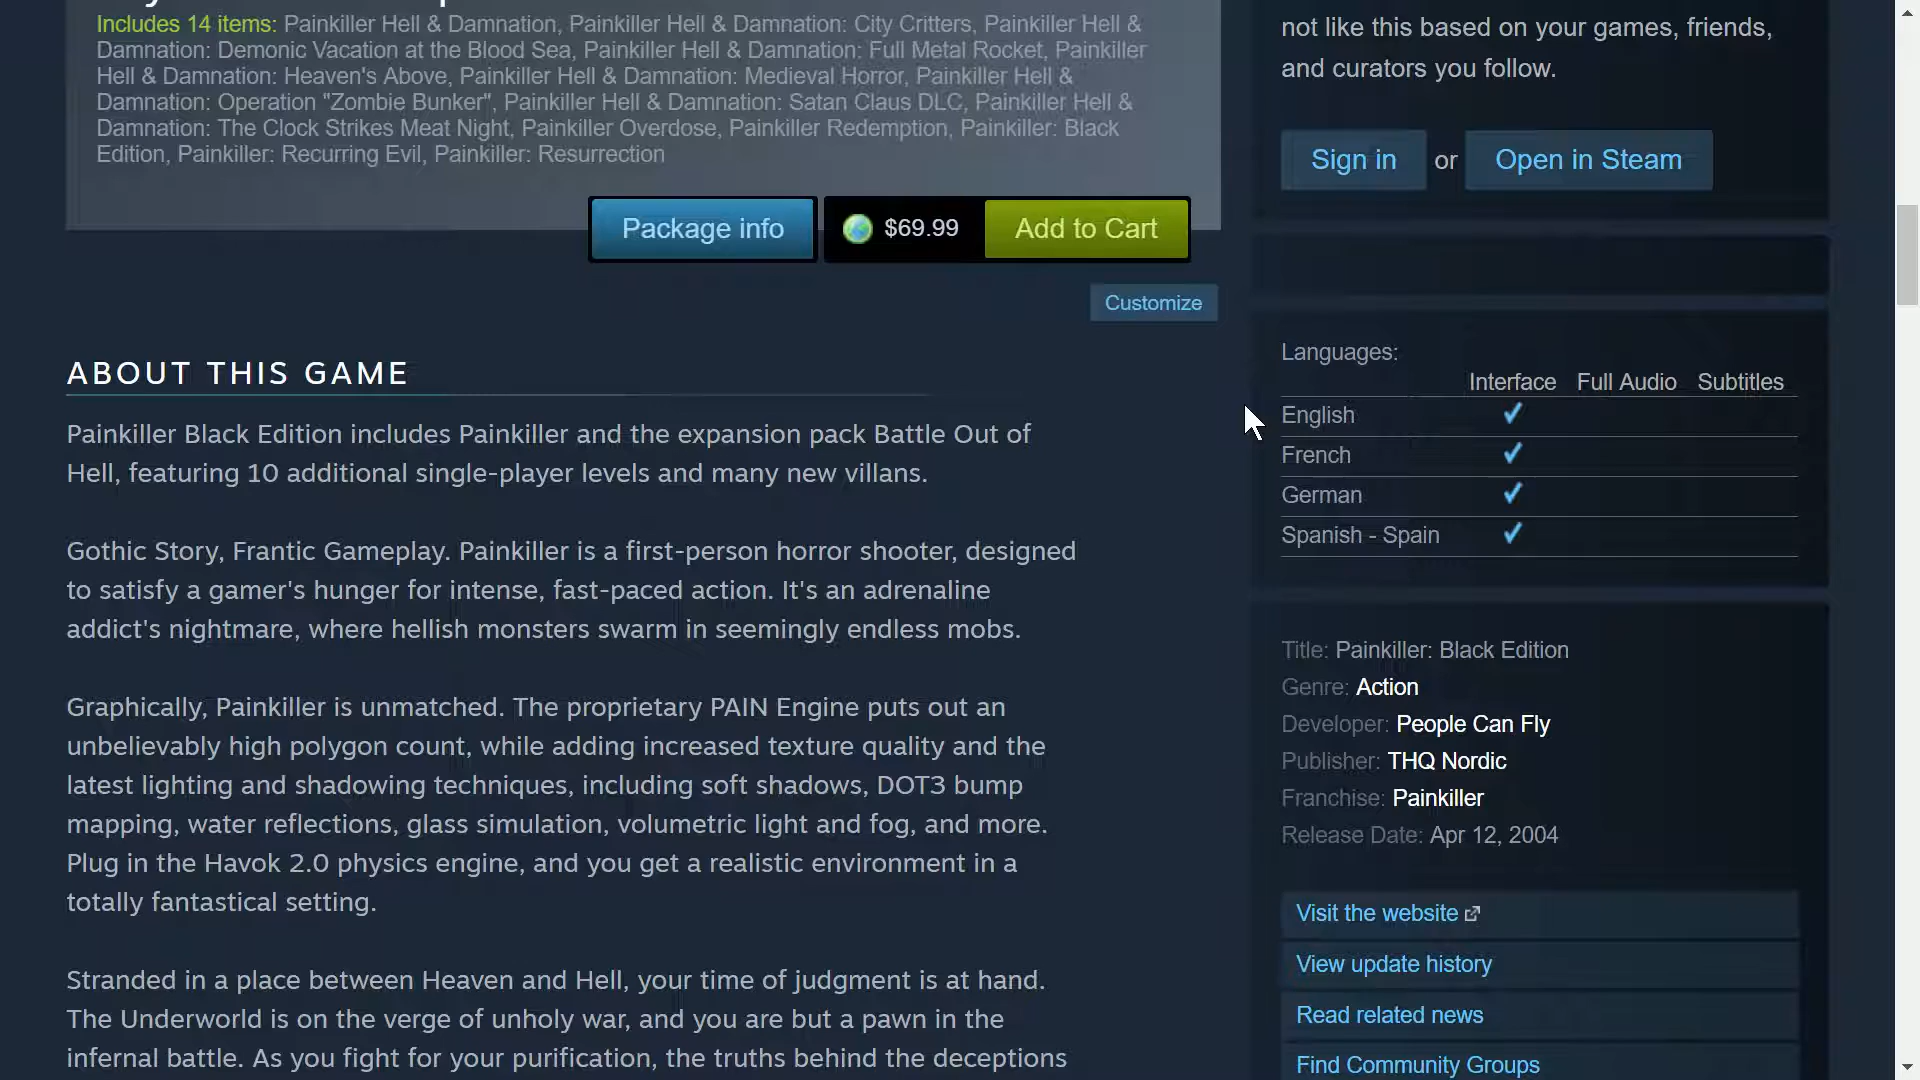 Includes 14 items: Painkiller Hell & Damnation, Painkiller Hell & Damnation: City Critters, Painkiller Hell &
Damnation: Demonic Vacation at the Blood Sea, Painkiller Hell & Damnation: Full Metal Rocket, Painkiller
Hell & Damnation: Heaven's Above, Painkiller Hell & Damnation: Medieval Horror, Painkiller Hell &
Damnation: Operation "Zombie Bunker", Painkiller Hell & Damnation: Satan Claus DLC, Painkiller Hell &
Damnation: The Clock Strikes Meat Night, Painkiller Overdose, Painkiller Redemption, Painkiller: Black
Edition, Painkiller: Recurring Evil, Painkiller: Resurrection
Package info
$69.99
Add to Cart
Customize
ABOUT THIS GAME
Painkiller Black Edition includes Painkiller and the expansion pack Battle Out of
Hell, featuring 10 additional single-player levels and many new villans.
Gothic Story, Frantic Gameplay. Painkiller is a first-person horror shooter, designed
to satisfy a gamer's hunger for intense, fast-paced action. It's an adrenaline
addict's nightmare, where hellish monsters swarm in seemingly endless mobs.
Graphically, Painkiller is unmatched. The proprietary PAIN Engine puts out an
unbelievably high polygon count, while adding increased texture quality and the
latest lighting and shadowing techniques, including soft shadows, DOT3 bump
mapping, water reflections, glass simulation, volumetric light and fog, and more.
Plug in the Havok 2.0 physics engine, and you get a realistic environment in a
totally fantastical setting.
Stranded in a place between Heaven and Hell, your time of judgment is at hand.
The Underworld is on the verge of unholy war, and you are but a pawn in the
infernal battle. As you fight for your purification, the truths behind the deceptions
not like this based on your games, friends,
and curators you follow.
Sign in or Open in Steam
Languages:
Interface Full Audio Subtitles
English
French
German
Spanish - Spain
Title: Painkiller: Black Edition
Genre: Action
Developer: People Can Fly
Publisher: THQ Nordic
Franchise: Painkiller
Release Date: Apr 12, 2004
Visit the website
View update history
Read related news
Find Community Groups